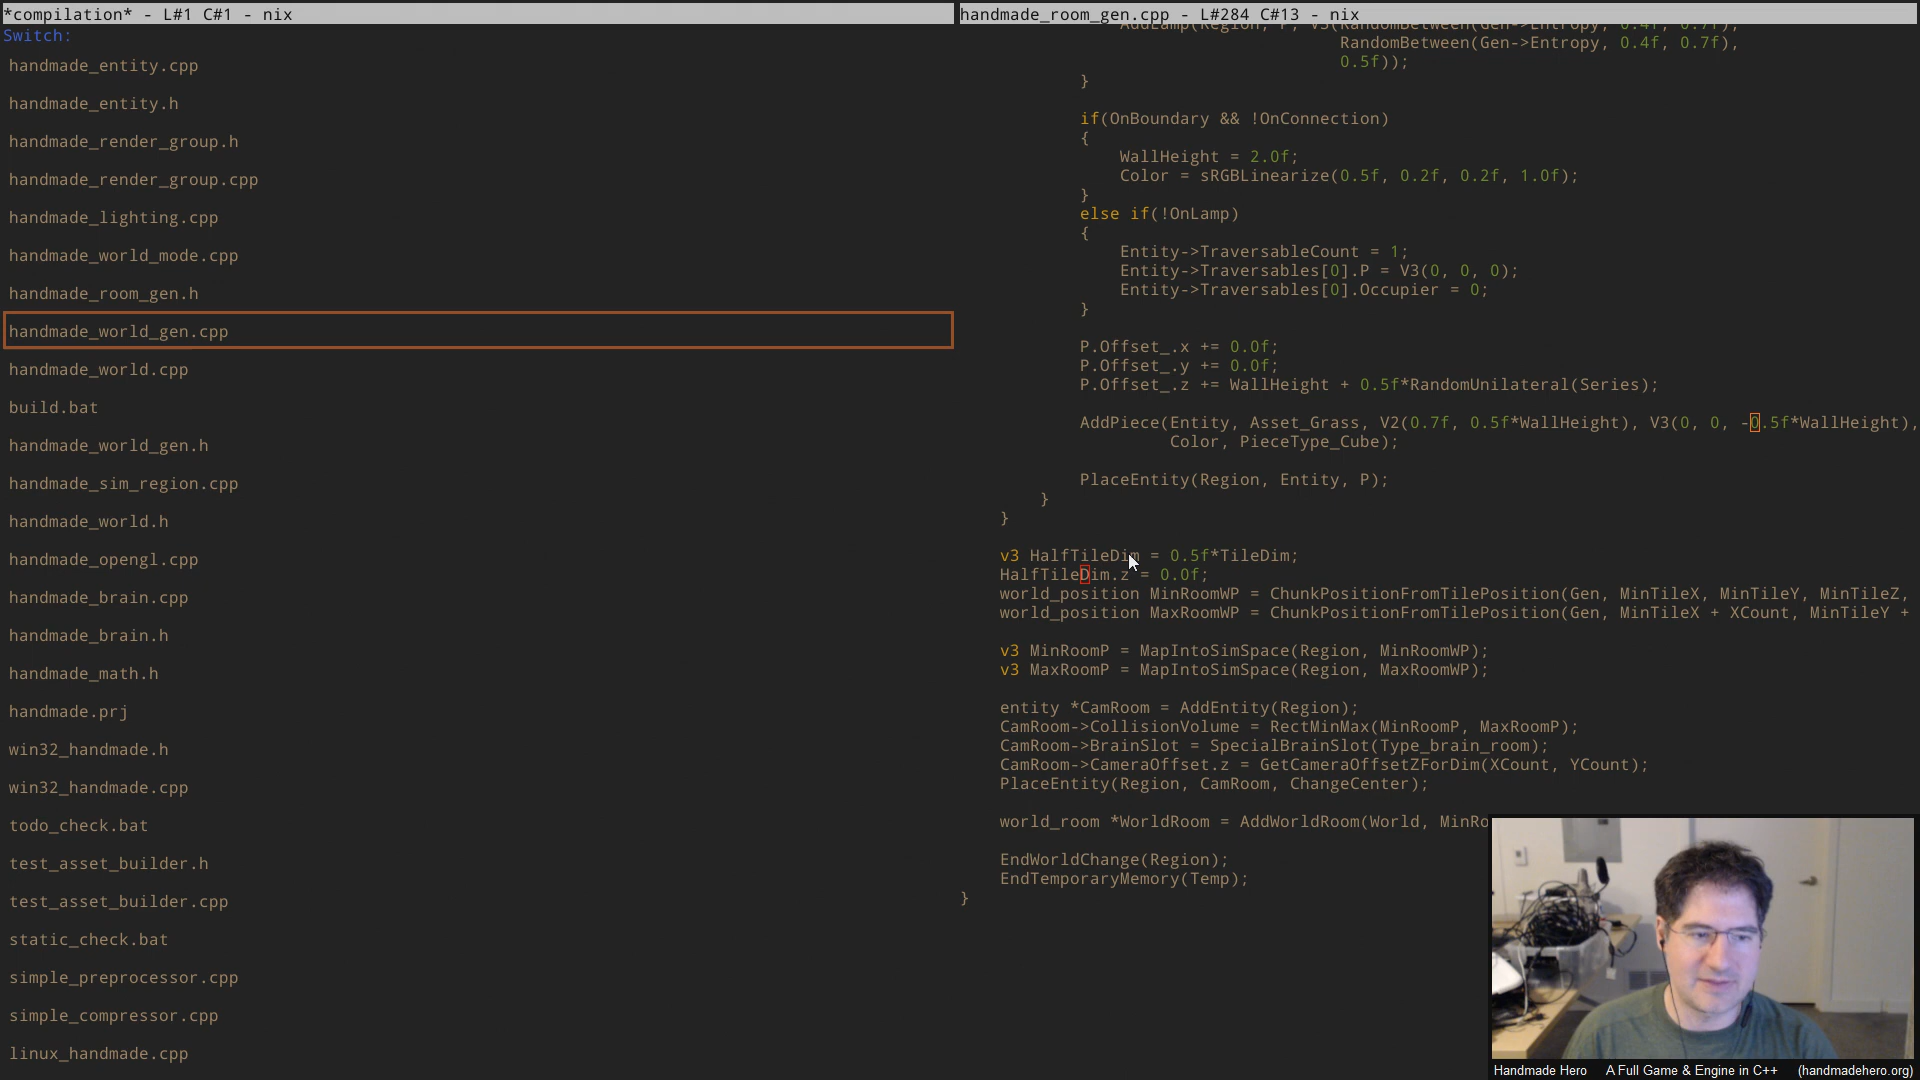 *compilation* - L#1 C#1 - nix
Switch:
handmade_entity.cpp
handmade_entity.h
handmade_render_group.h
handmade_render_group.cpp
handmade_lighting.cpp
handmade_world_mode.cpp
handmade_room_gen.h
handmade_world_gen.cpp
handmade_world.cpp
build.bat
handmade_world_gen.h
handmade_sim_region.cpp
handmade_world.h
handmade_opengl.cpp
handmade_brain.cpp
handmade_brain.h
handmade_math.h
handmade.prj
win32_handmade.h
win32_handmade.cpp
todo_check.bat
test_asset_builder.h
test_asset_builder.cpp
static_check.bat
simple_preprocessor.cpp
simple_compressor.cpp
linux_handmade.cpp
handmade_room_gen.cpp - L#284 C#13 - nix
AddLamp(Region, P, V3(RandomBetween(Gen->Entropy, 0.4f, 0.7f),
RandomBetween(Gen->Entropy, 0.4f, 0.7f),
0.5f));
}
if(OnBoundary && !OnConnection)
{
WallHeight = 2.0f;
Color = sRGBLinearize(0.5f, 0.2f, 0.2f, 1.0f);
}
else if(!OnLamp)
{
Entity->TraversableCount = 1;
Entity->Traversables[0].P = V3(0, 0, 0);
Entity->Traversables[0].Occupier = 0;
}
P.Offset_.x += 0.0f;
P.Offset_.y += 0.0f;
P.Offset_.z += WallHeight + 0.5f*RandomUnilateral(Series);
AddPiece(Entity, Asset_Grass, V2(0.7f, 0.5f*WallHeight), V3(0, 0, -0.5f*WallHeight),
Color, PieceType_Cube);
PlaceEntity(Region, Entity, P);
}
}
v3 HalfTileDim = 0.5f*TileDim;
HalfTileDim.z = 0.0f;
world_position MinRoomWP = ChunkPositionFromTilePosition(Gen, MinTileX, MinTileY, MinTileZ,
world_position MaxRoomWP = ChunkPositionFromTilePosition(Gen, MinTileX + XCount, MinTileY +
v3 MinRoomP = MapIntoSimSpace(Region, MinRoomWP);
v3 MaxRoomP = MapIntoSimSpace(Region, MaxRoomWP);
entity *CamRoom = AddEntity(Region);
CamRoom->CollisionVolume = RectMinMax(MinRoomP, MaxRoomP);
CamRoom->BrainSlot = SpecialBrainSlot(Type_brain_room);
CamRoom->CameraOffset.z = GetCameraOffsetZForDim(XCount, YCount);
PlaceEntity(Region, CamRoom, ChangeCenter);
world_room *WorldRoom = AddWorldRoom(World, MinRo
EndWorldChange(Region);
EndTemporaryMemory(Temp);
}
Handmade Hero A Full Game & Engine in C++ (handmadehero.org)